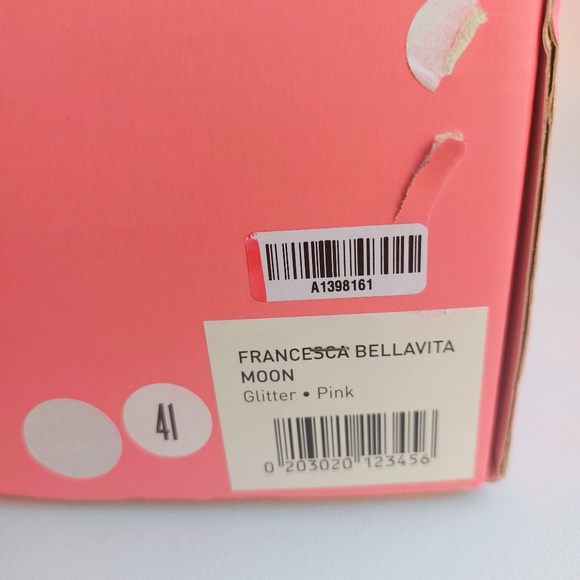 A1398161
FRANCESCA BELLAVITA
MOON
Glitter • Pink
41
0 203020 123456